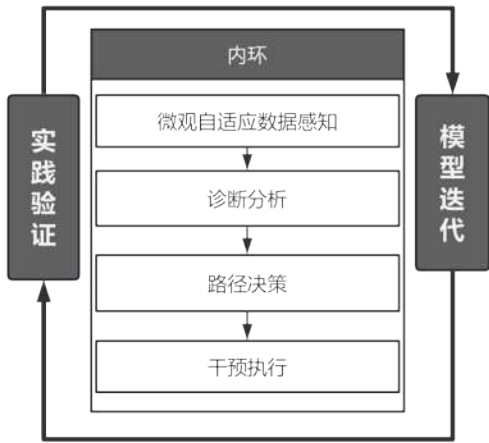 内环
微观自适应数据感知
诊断分析
路径决策
干预执行
实践验证
模型迭代